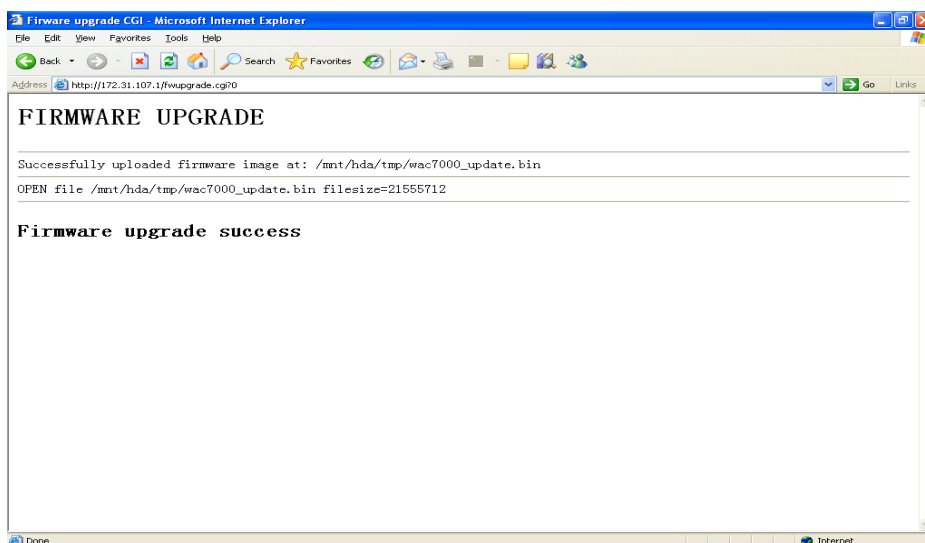 Firware upgrade CGI - Microsoft Internet Explorer
File Edit View Favorites Tools Help
Back Search Favorites
Address http://172.31.107.1/fwupgrade.cgi?0 Go Links
FIRMWARE UPGRADE
Successfully uploaded firmware image at: /mnt/hda/tmp/wac7000_update.bin
OPEN file /mnt/hda/tmp/wac7000_update.bin filesize=21555712
Firmware upgrade success
Done Internet